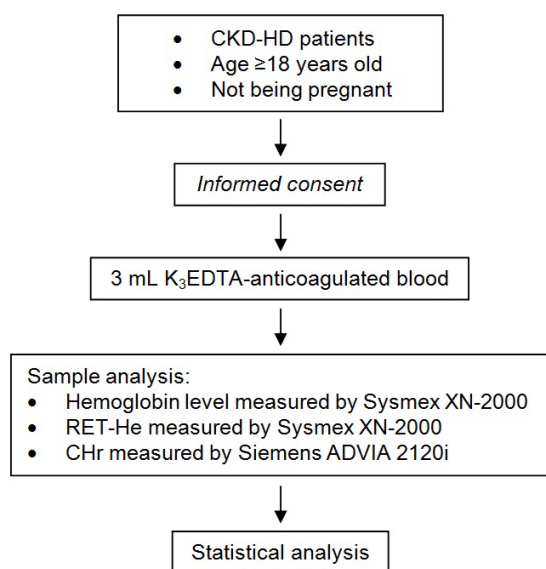 • CKD-HD patients
• Age ≥18 years old
• Not being pregnant
Informed consent
3 mL K₃EDTA-anticoagulated blood
Sample analysis:
• Hemoglobin level measured by Sysmex XN-2000
• RET-He measured by Sysmex XN-2000
• CHr measured by Siemens ADVIA 2120i
Statistical analysis